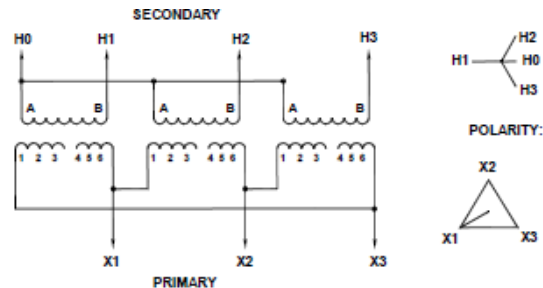 SECONDARY
H0 H1 H2 H3
A B A B A B
1 2 3 4 5 6 1 2 3 4 5 6 1 2 3 4 5 6
X1 X2 X3
PRIMARY
H2
H1 H0
H3
POLARITY:
X2
X1 X3